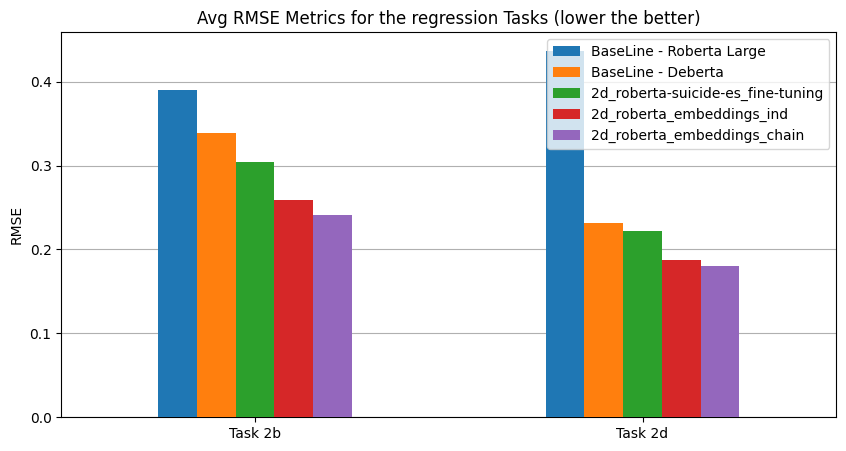 Avg RMSE Metrics for the regression Tasks (lower the better)
BaseLine - Roberta Large
BaseLine - Deberta
2d_roberta-suicide-es_fine-tuning
2d_roberta_embeddings_ind
2d_roberta_embeddings_chain
RMSE
0.4
0.3
0.2
0.1
0.0
Task 2b
Task 2d